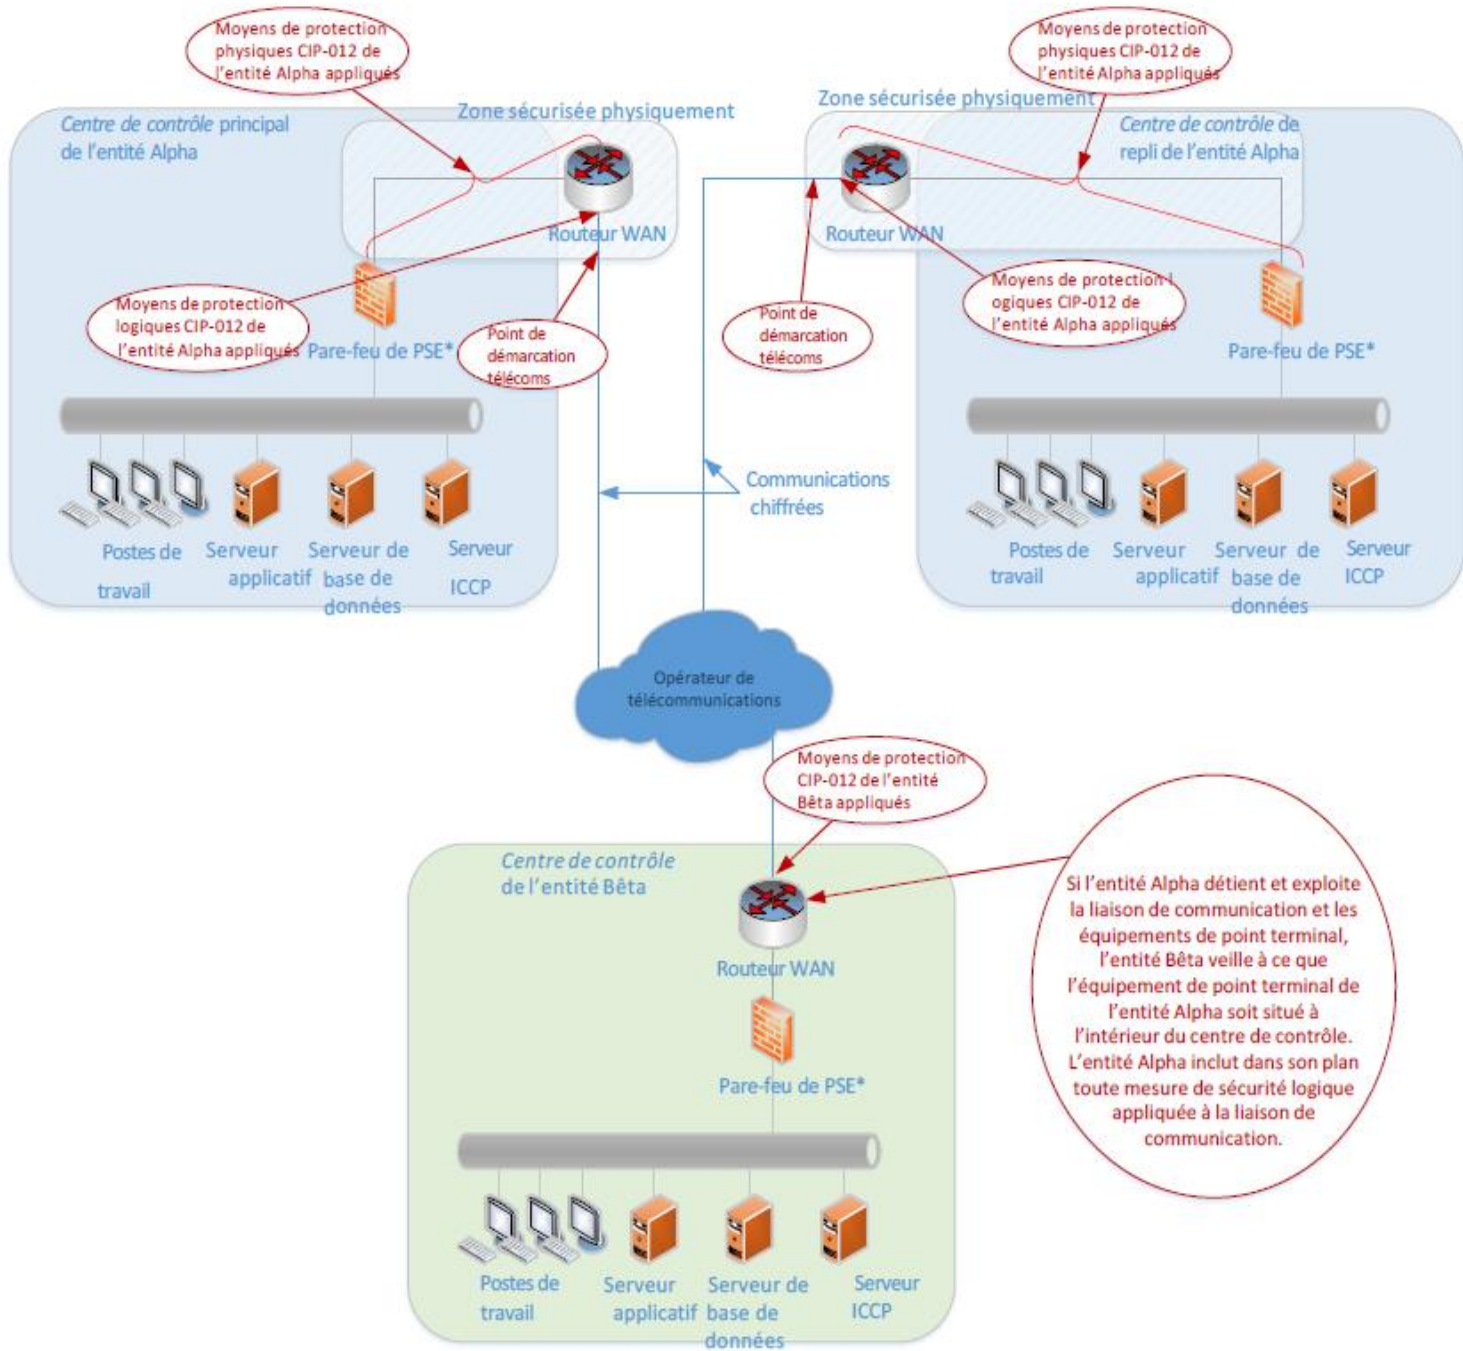 Moyens de protection
physiques CIP-012 de
l'entité Alpha appliqués
Moyens de protection
physiques CIP-012 de
l'entité Alpha appliqués
Zone sécurisée physiquement
Zone sécurisée physiquement
Centre de contrôle principal
de l'entité Alpha
Centre de contrôle de
repli de l'entité Alpha
Routeur WAN
Routeur WAN
Moyens de protection
logiques CIP-012 de
l'entité Alpha appliqués
Point de
démarcation
télécoms
Point de
démarcation
télécoms
Moyens de protection l
ogiques CIP-012 de
l'entité Alpha appliqués
Pare-feu de PSE*
Pare-feu de PSE*
Communications
chiffrées
Postes de
travail
Serveur
applicatif
Serveur de
base de
données
Serveur
ICCP
Postes de
travail
Serveur
applicatif
Serveur de
base de
données
Serveur
ICCP
Opérateur de
télécommunications
Moyens de protection
CIP-012 de l'entité
Bêta appliqués
Centre de contrôle
de l'entité Bêta
Routeur WAN
Pare-feu de PSE*
Si l'entité Alpha détient et exploite
la liaison de communication et les
équipements de point terminal,
l'entité Bêta veille à ce que
l'équipement de point terminal de
l'entité Alpha soit situé à
l'intérieur du centre de contrôle.
L'entité Alpha inclut dans son plan
toute mesure de sécurité logique
appliquée à la liaison de
communication.
Postes de
travail
Serveur
applicatif
Serveur de
base de
données
Serveur
ICCP